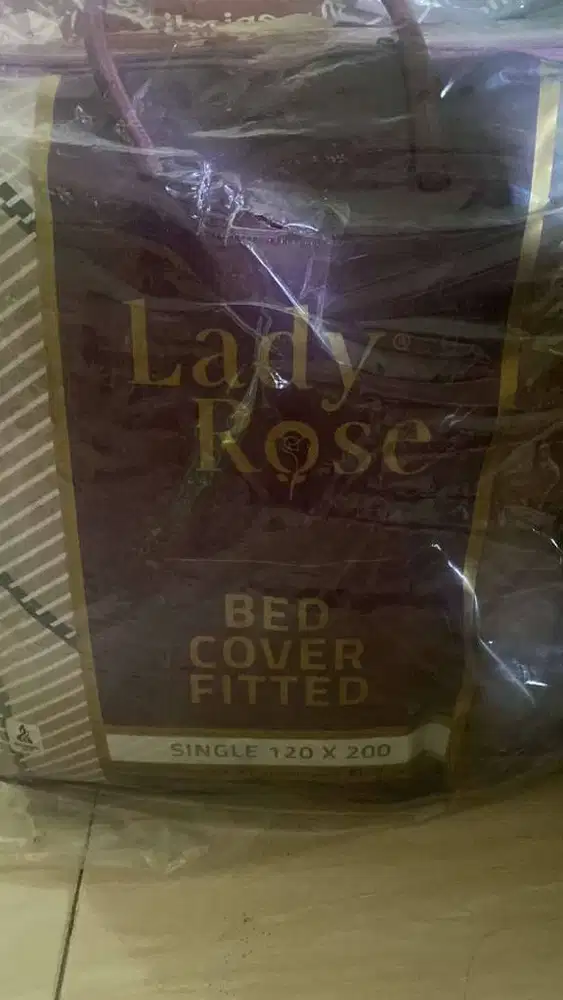 Lady®
Rose
BED
COVER
FITTED
SINGLE 120 X 200